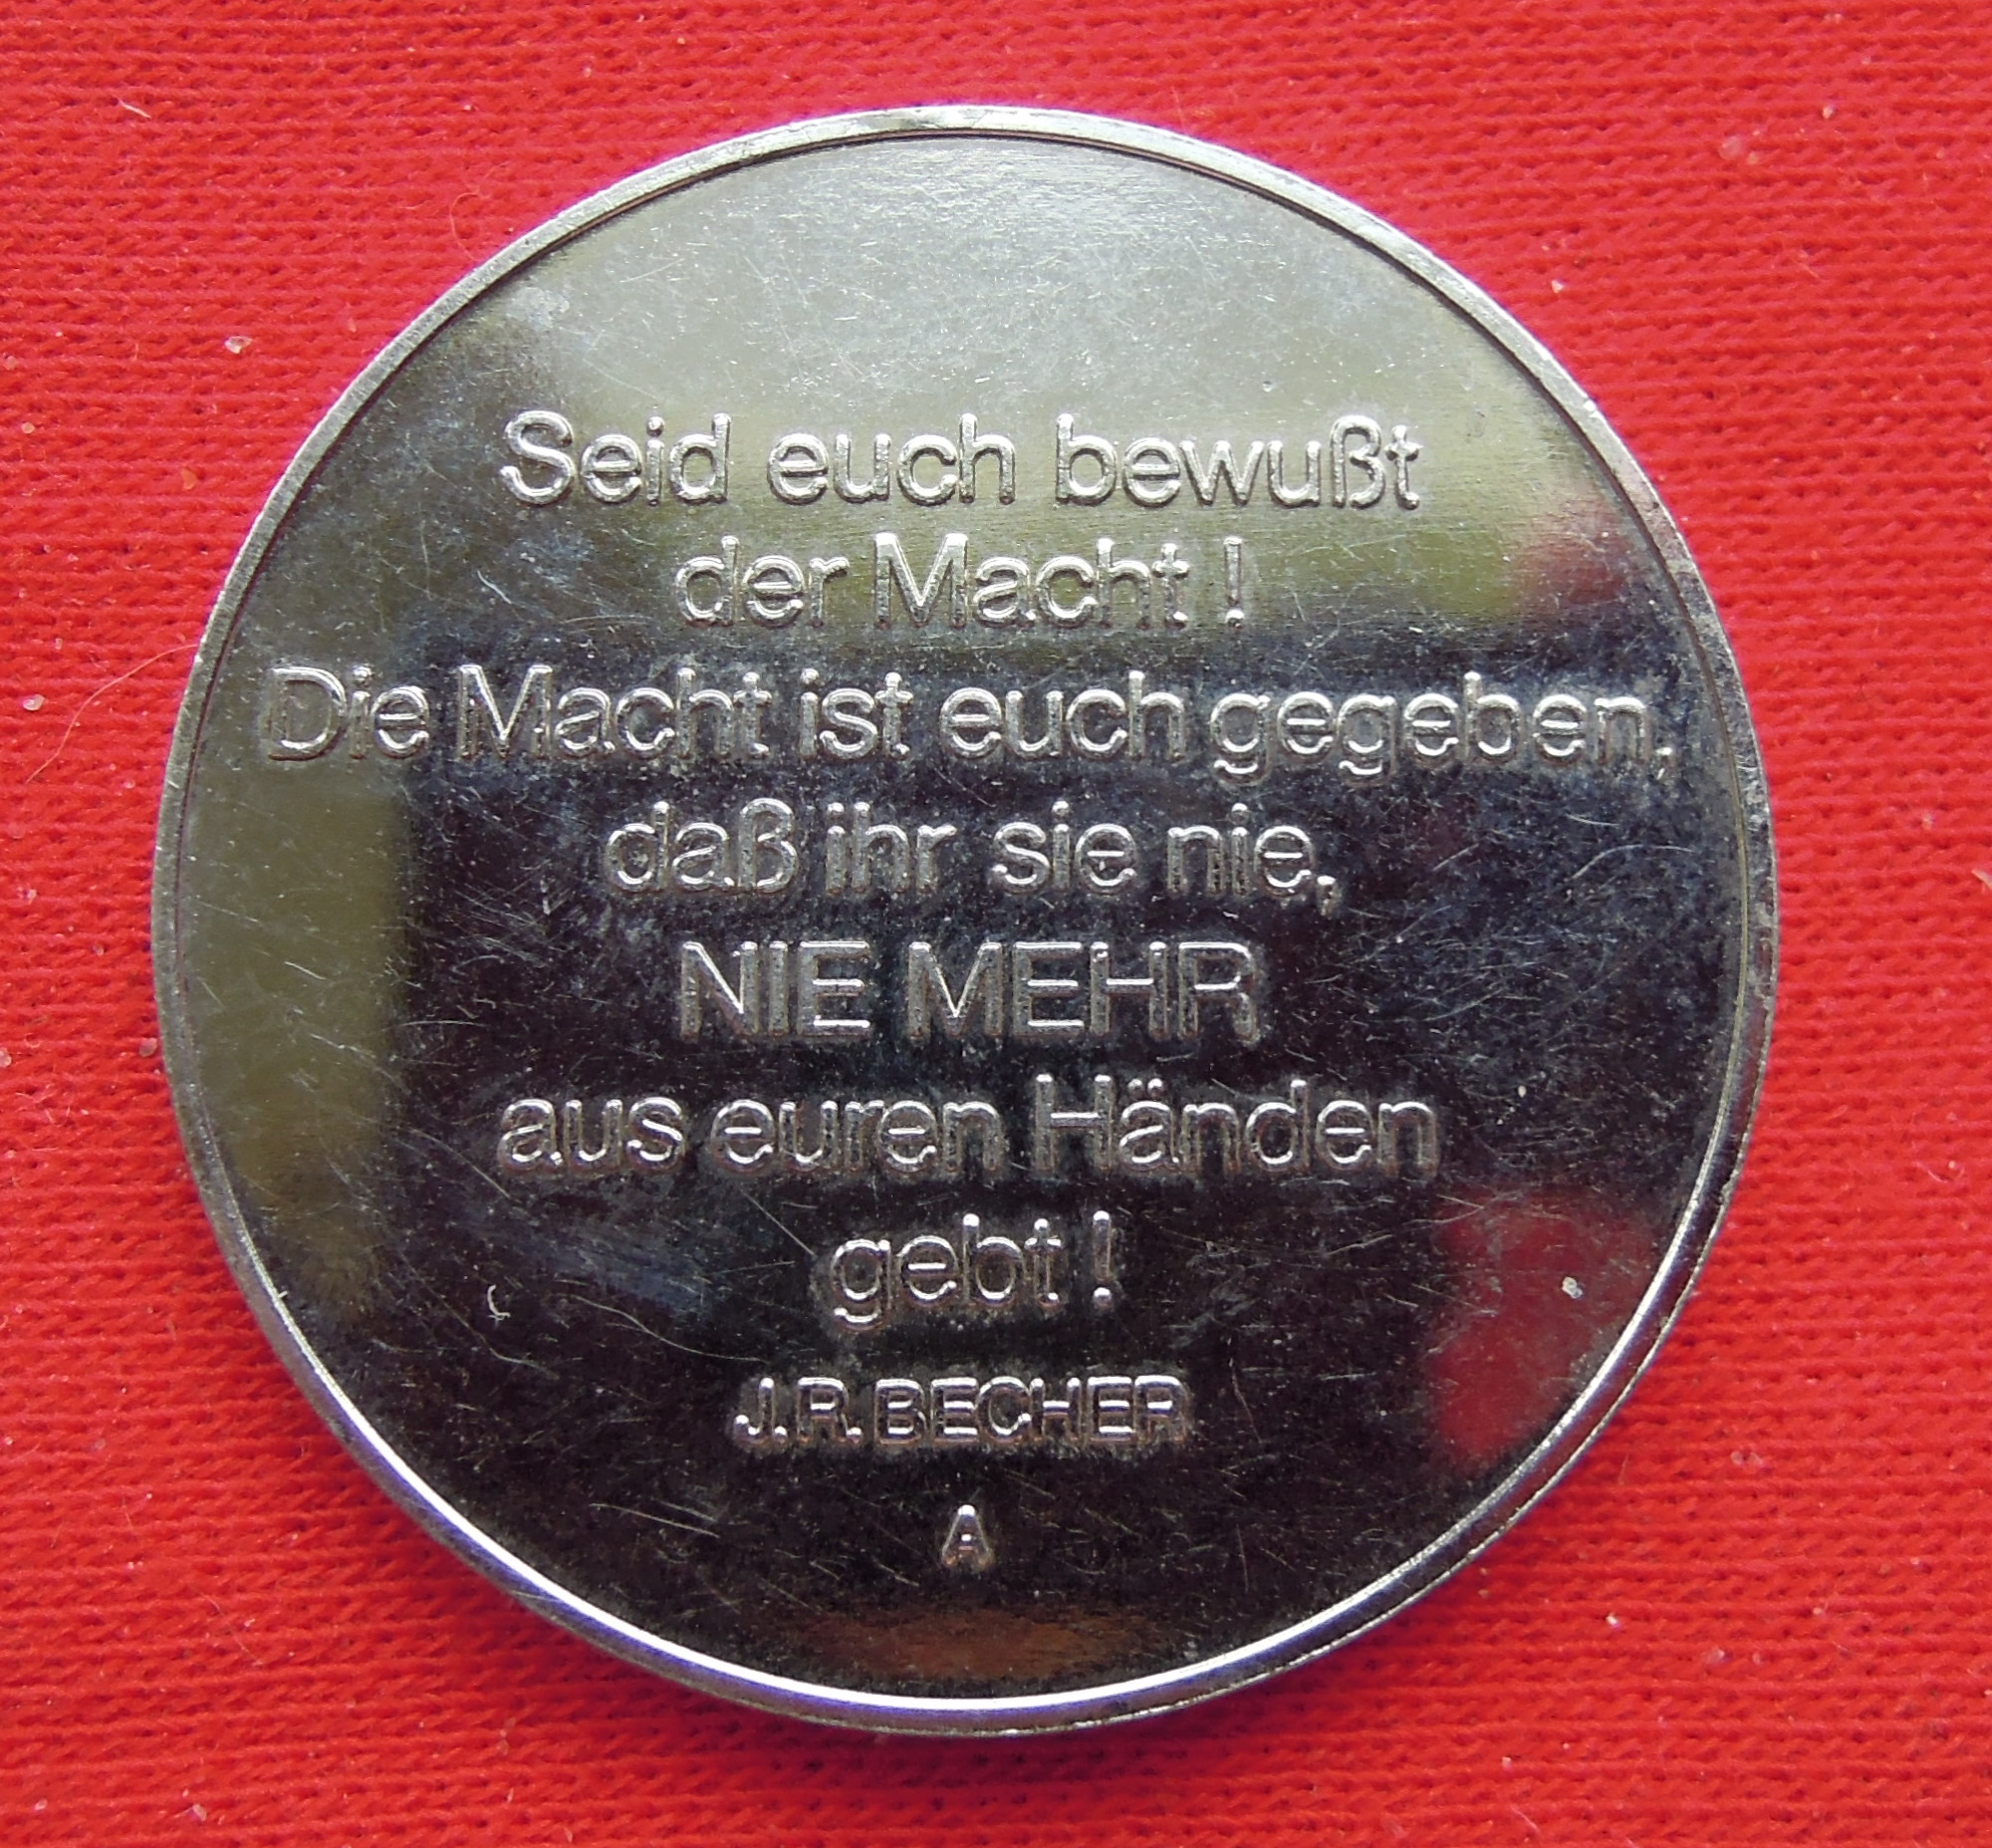 Seid euch bewußt
der Macht !
Die Macht ist euch gegeben,
daß ihr sie nie,
NIE MEHR
aus euren Händen
gebt !
J.R. BECHER
A